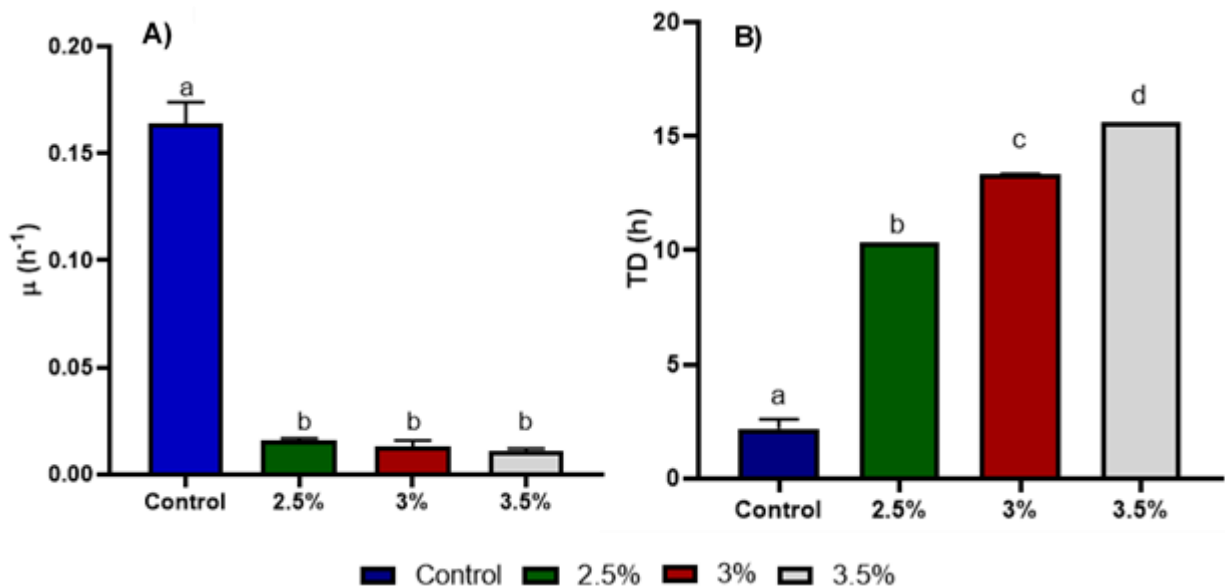 A)
0.20
0.15
0.10
0.05
0.00
μ (h-1)
a
b
b
b
Control
2.5%
3%
3.5%
B)
20
15
10
5
0
TD (h)
a
b
c
d
Control
2.5%
3%
3.5%
Control 2.5% 3% 3.5%